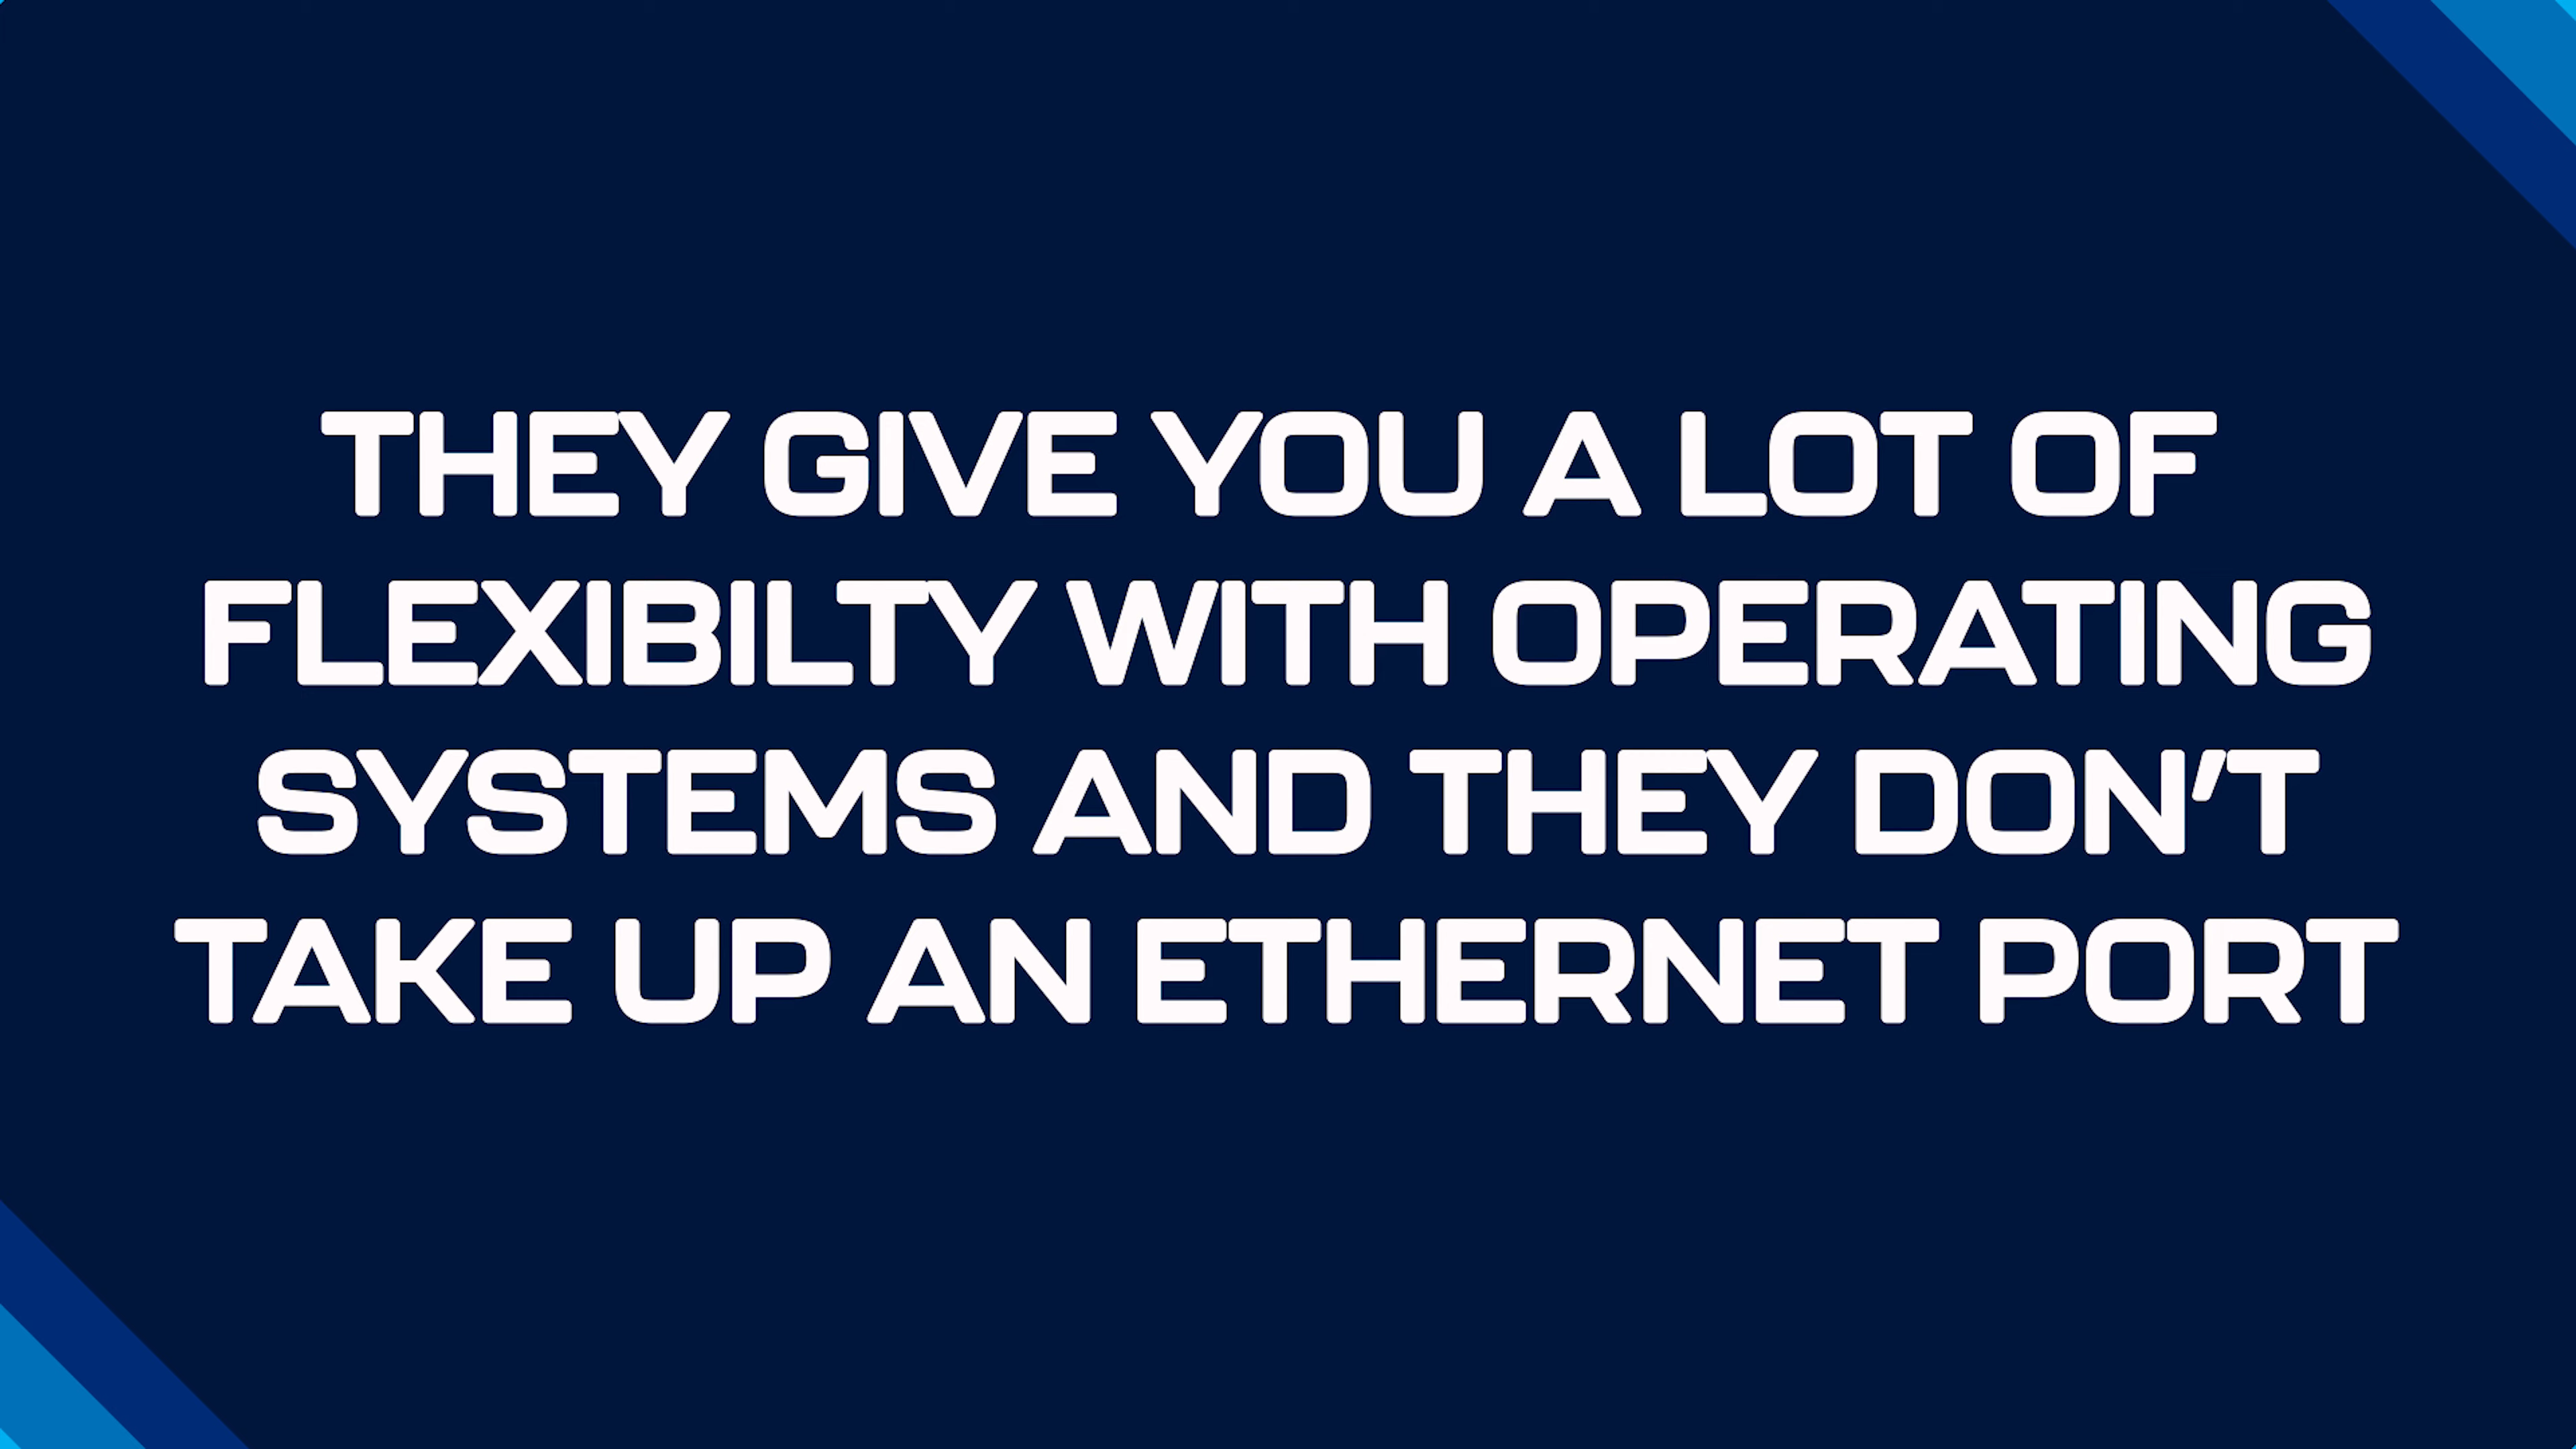 THEY GIVE YOU A LOT OF
FLEXIBILTY WITH OPERATING
SYSTEMS AND THEY DON'T
TAKE UP AN ETHERNET PORT